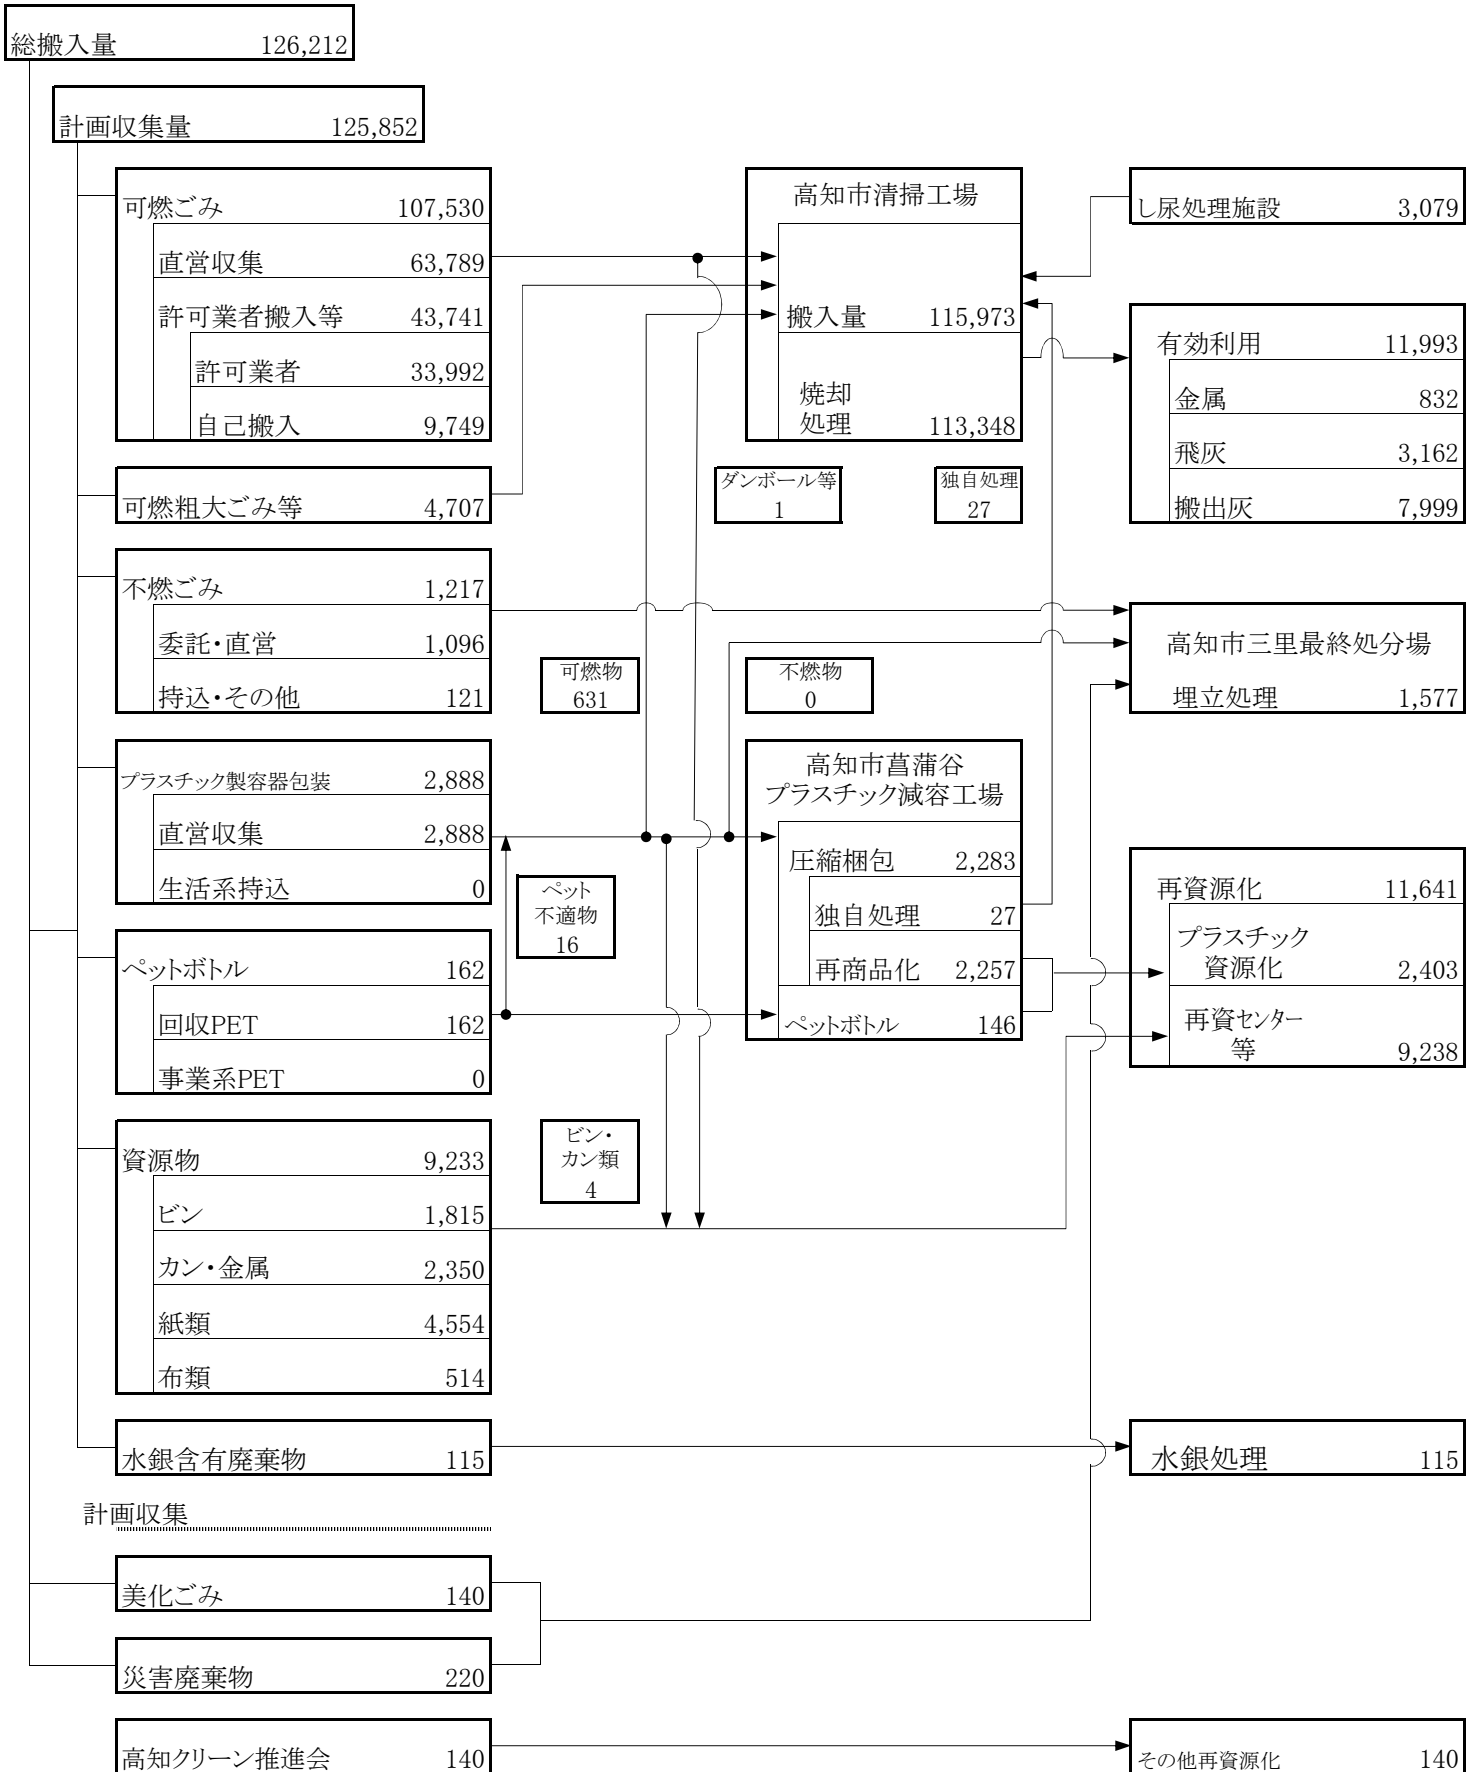 総搬入量 126,212
計画収集量 125,852
可燃ごみ 107,530
直営収集 63,789
許可業者搬入等 43,741
許可業者 33,992
自己搬入 9,749
可燃粗大ごみ等 4,707
不燃ごみ 1,217
委託・直営 1,096
持込・その他 121
プラスチック製容器包装 2,888
直営収集 2,888
生活系持込 0
ペットボトル 162
回収PET 162
事業系PET 0
資源物 9,233
ビン 1,815
カン・金属 2,350
紙類 4,554
布類 514
水銀含有廃棄物 115
計画収集
美化ごみ 140
災害廃棄物 220
高知クリーン推進会 140
可燃物
631
ペット
不適物
16
ビン・
カン類
4
高知市清掃工場
搬入量 115,973
焼却
処理 113,348
ダンボール等
1
独自処理
27
不燃物
0
高知市菖蒲谷
プラスチック減容工場
圧縮梱包 2,283
独自処理 27
再商品化 2,257
ペットボトル 146
し尿処理施設 3,079
有効利用 11,993
金属 832
飛灰 3,162
搬出灰 7,999
高知市三里最終処分場
埋立処理 1,577
再資源化 11,641
プラスチック
資源化 2,403
再資センター
等 9,238
水銀処理 115
その他再資源化 140